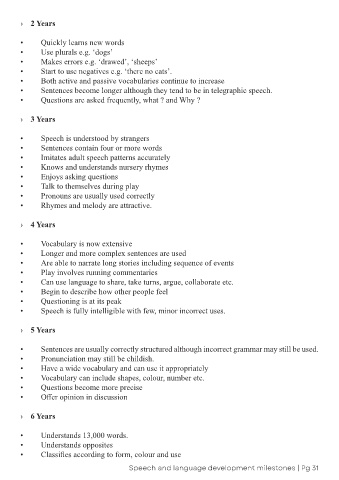 › 2 Years
• Quickly learns new words
• Use plurals e.g. ‘dogs’
• Makes errors e.g. ‘drawed’, ‘sheeps’
• Start to use negatives e.g. ‘there no cats’.
• Both active and passive vocabularies continue to increase
• Sentences become longer although they tend to be in telegraphic speech.
• Questions are asked frequently, what ? and Why ?
› 3 Years
• Speech is understood by strangers
• Sentences contain four or more words
• Imitates adult speech patterns accurately
• Knows and understands nursery rhymes
• Enjoys asking questions
• Talk to themselves during play
• Pronouns are usually used correctly
• Rhymes and melody are attractive.
› 4 Years
• Vocabulary is now extensive
• Longer and more complex sentences are used
• Are able to narrate long stories including sequence of events
• Play involves running commentaries
• Can use language to share, take turns, argue, collaborate etc.
• Begin to describe how other people feel
• Questioning is at its peak
• Speech is fully intelligible with few, minor incorrect uses.
› 5 Years
• Sentences are usually correctly structured although incorrect grammar may still be used.
• Pronunciation may still be childish.
• Have a wide vocabulary and can use it appropriately
• Vocabulary can include shapes, colour, number etc.
• Questions become more precise
• Offer opinion in discussion
› 6 Years
• Understands 13,000 words.
• Understands opposites
• Classifies according to form, colour and use
Speech and language development milestones | Pg 31